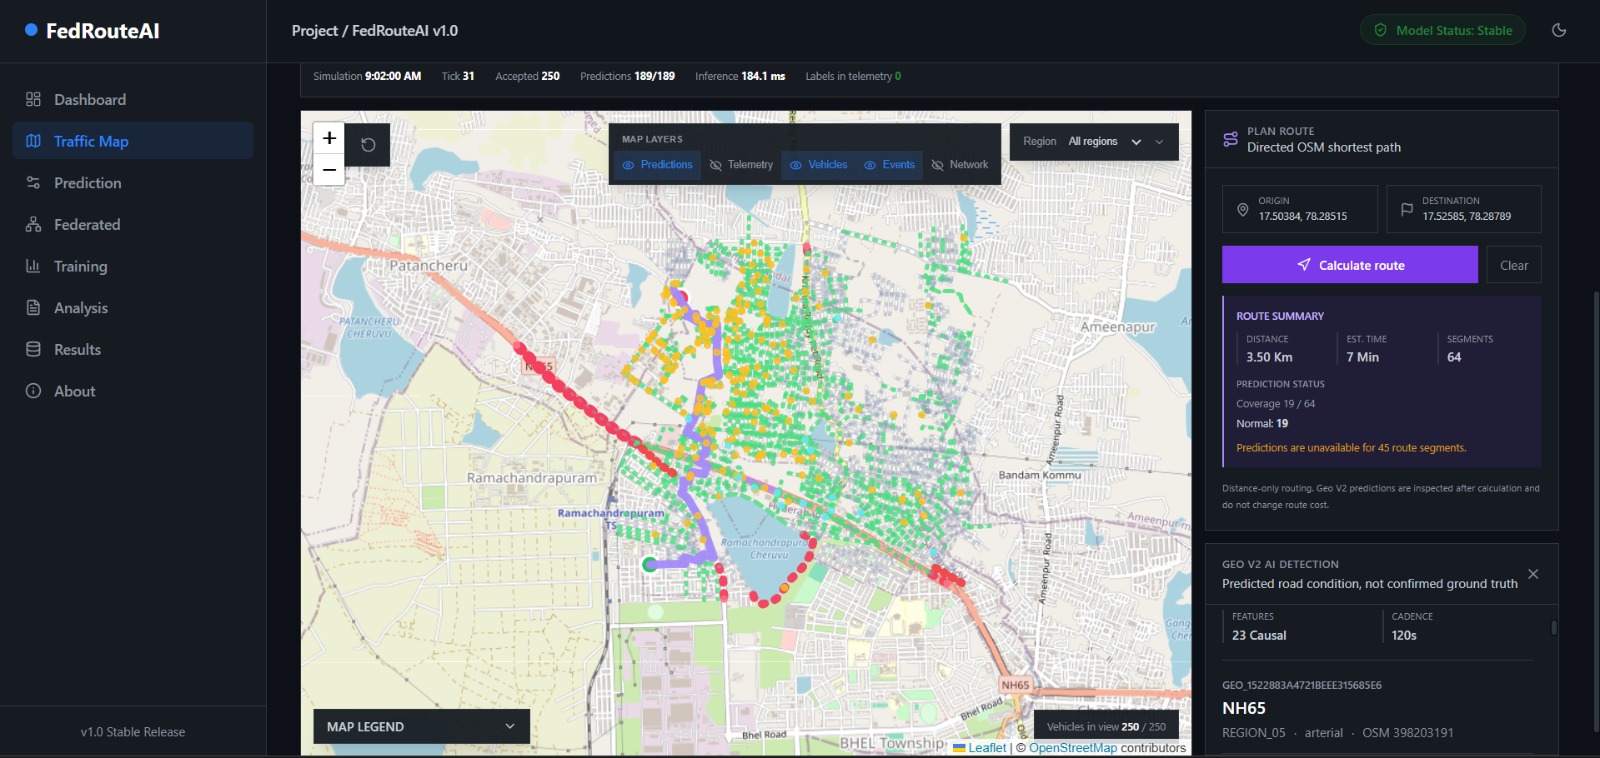 FedRouteAI
Project / FedRouteAI v1.0
Model Status: Stable
Dashboard
Traffic Map
Prediction
Federated
Training
Analysis
Results
About
v1.0 Stable Release
Simulation 9:02:00 AM Tick 31 Accepted 250 Predictions 189/189 Inference 184.1 ms Labels in telemetry 0
+
−
MAP LAYERS
Predictions Telemetry Vehicles Events Network
Region All regions
Patancheru
PATANCHERU
CHERUVU
NH65
Ameenapur
Ameenpur Road
Ramachandrapuram
Ramachandrapuram
TS
Ramachandrapuram
Cheruvu
Bandam Kommu
Ameenpur Road
NH65
Bhel Road
Bhel Road
BHEL Township
MAP LEGEND
Vehicles in view 250 / 250
Leaflet | © OpenStreetMap contributors
PLAN ROUTE
Directed OSM shortest path
ORIGIN
17.50384, 78.28515
DESTINATION
17.52585, 78.28789
Calculate route
Clear
ROUTE SUMMARY
DISTANCE
3.50 Km
EST. TIME
7 Min
SEGMENTS
64
PREDICTION STATUS
Coverage 19 / 64
Normal: 19
Predictions are unavailable for 45 route segments.
Distance-only routing. Geo V2 predictions are inspected after calculation and
do not change route cost.
GEO V2 AI DETECTION
Predicted road condition, not confirmed ground truth
FEATURES
23 Causal
CADENCE
120s
GEO_1522883A4721BEEE315685E6
NH65
REGION_05 · arterial · OSM 398203191